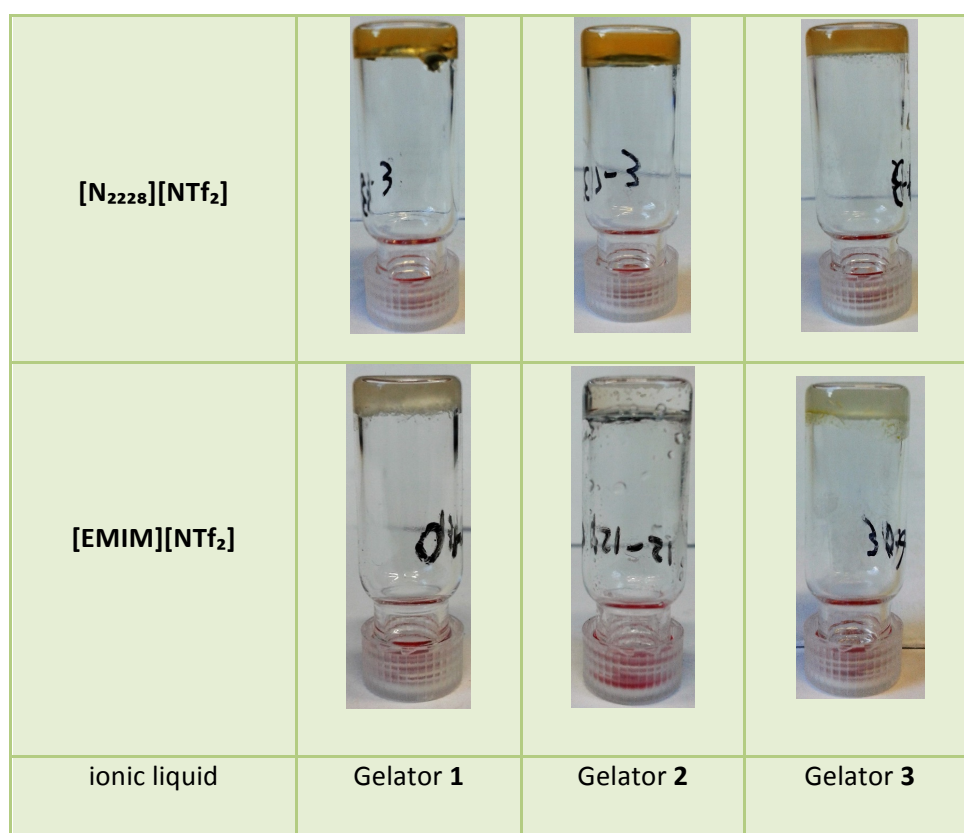 [N₂₂₂₈][NTf₂]
[EMIM][NTf₂]
ionic liquid Gelator 1 Gelator 2 Gelator 3